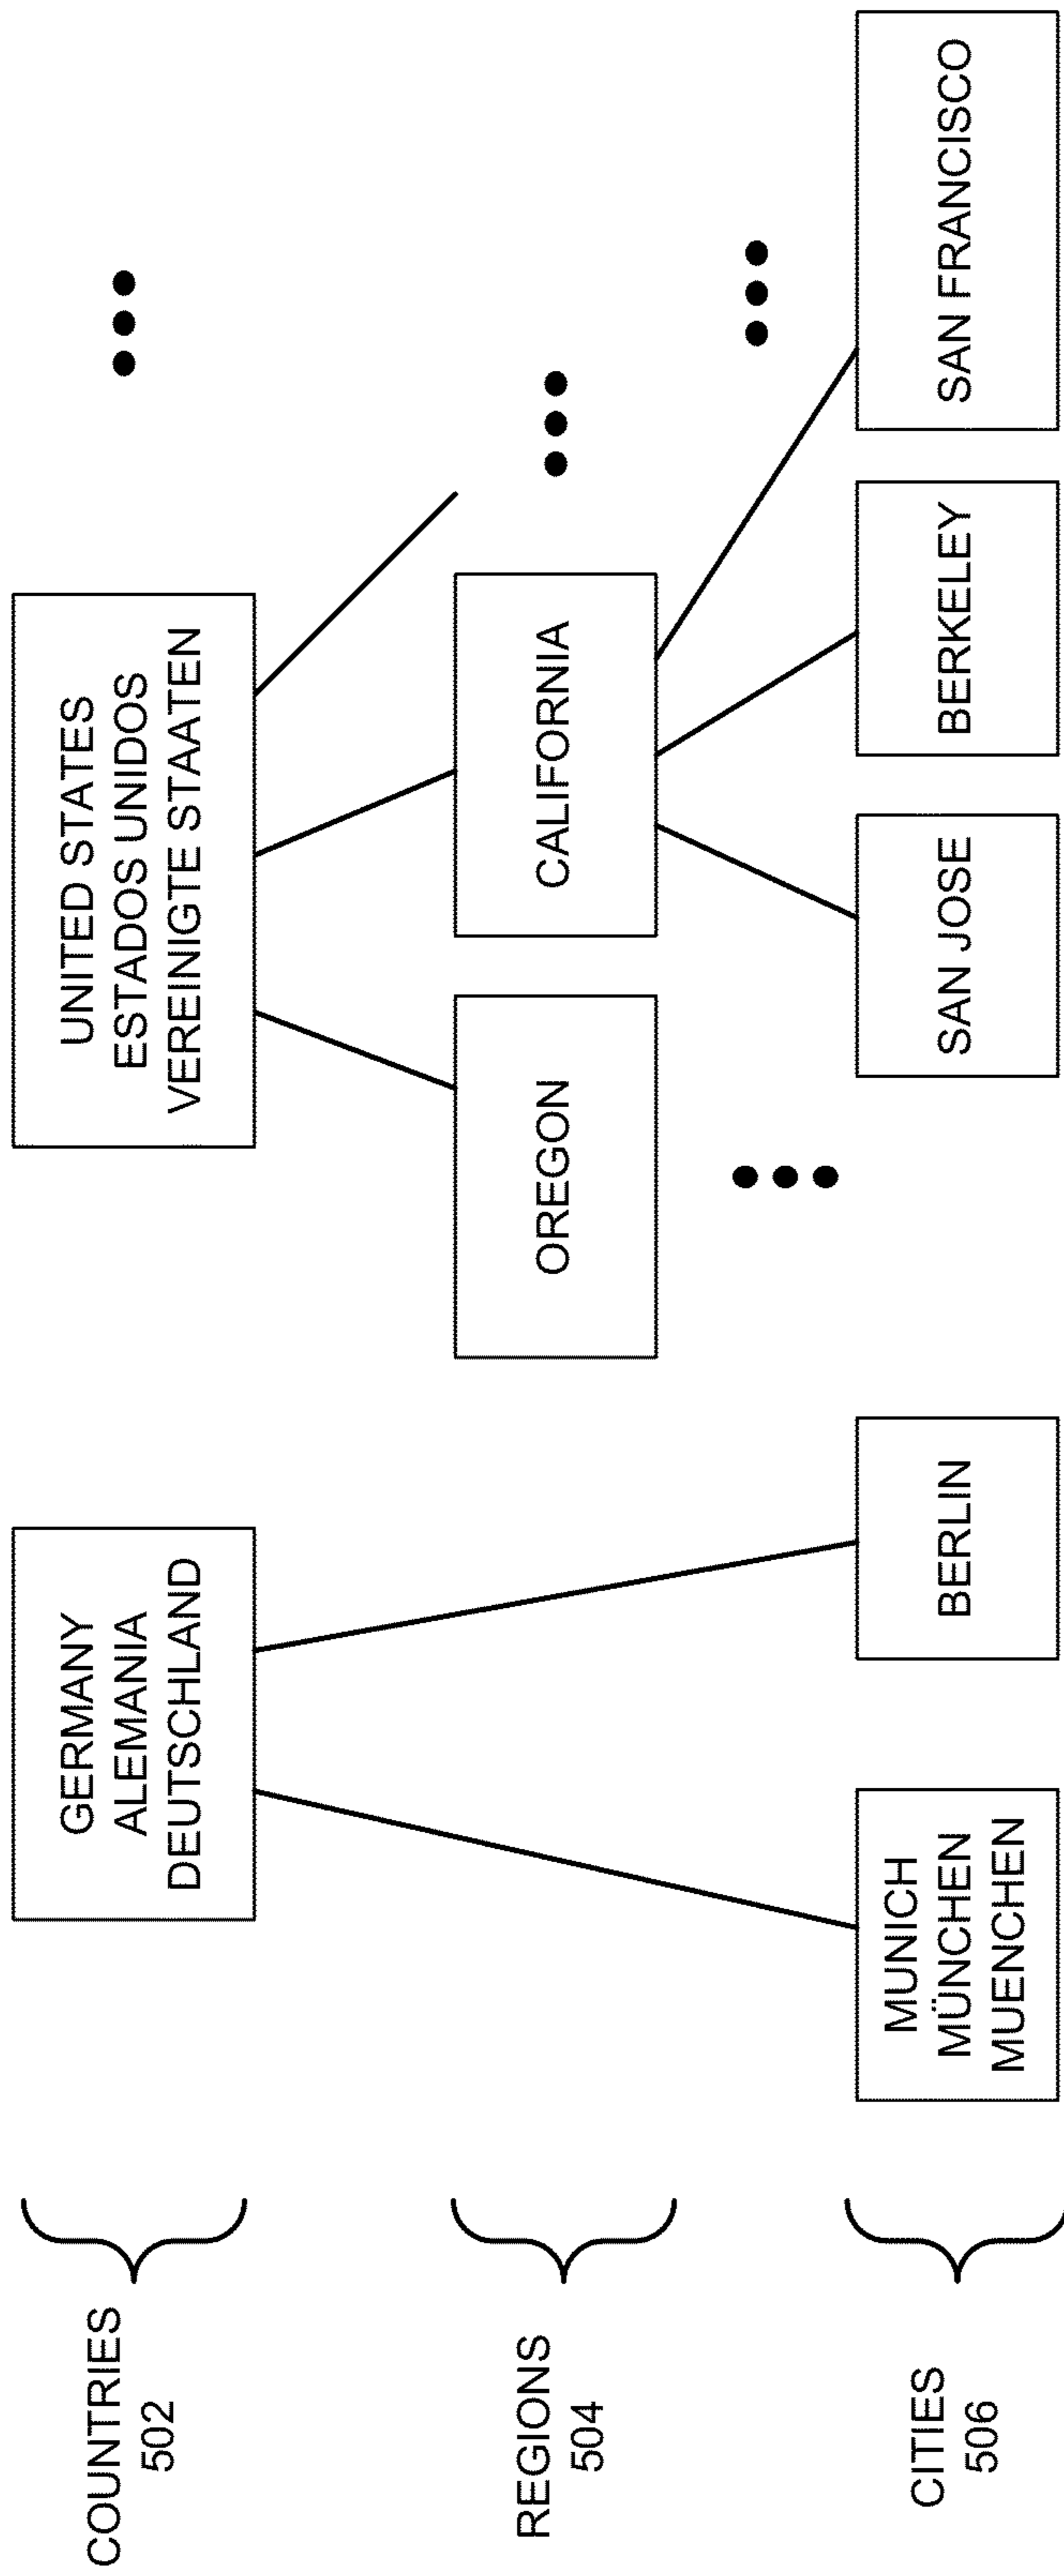 COUNTRIES
502
GERMANY
ALEMANIA
DEUTSCHLAND
UNITED STATES
ESTADOS UNIDOS
VEREINIGTE STAATEN
REGIONS
504
OREGON
CALIFORNIA
CITIES
506
MUNICH
MÜNCHEN
MUENCHEN
BERLIN
SAN JOSE
BERKELEY
SAN FRANCISCO